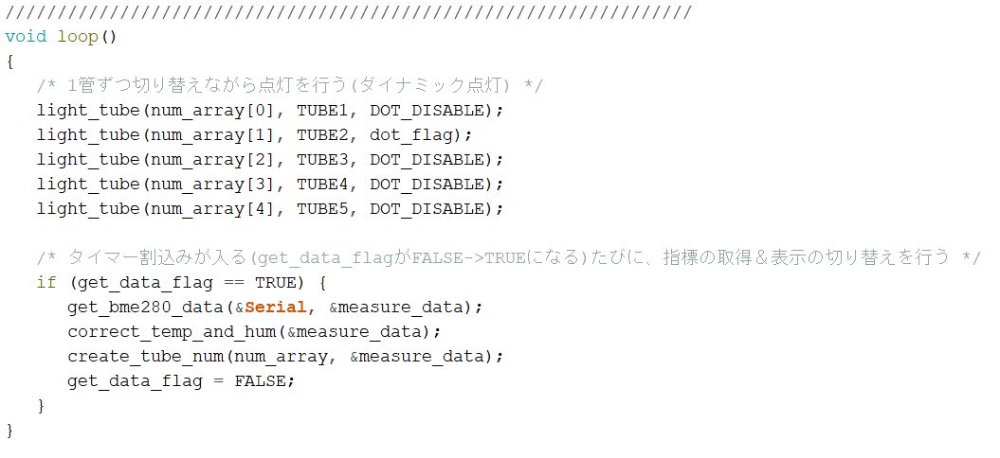 //////////////////////////////////////////////////////////////////
void loop()
{
/* 1管ずつ切り替えながら点灯を行う(ダイナミック点灯) */
light_tube(num_array[0], TUBE1, DOT_DISABLE);
light_tube(num_array[1], TUBE2, dot_flag);
light_tube(num_array[2], TUBE3, DOT_DISABLE);
light_tube(num_array[3], TUBE4, DOT_DISABLE);
light_tube(num_array[4], TUBE5, DOT_DISABLE);
/* タイマー割込みが入る(get_data_flagがFALSE->TRUEになる)たびに、指標の取得＆表示の切り替えを行う */
if (get_data_flag == TRUE) {
get_bme280_data(&Serial, &measure_data);
correct_temp_and_hum(&measure_data);
create_tube_num(num_array, &measure_data);
get_data_flag = FALSE;
}
}